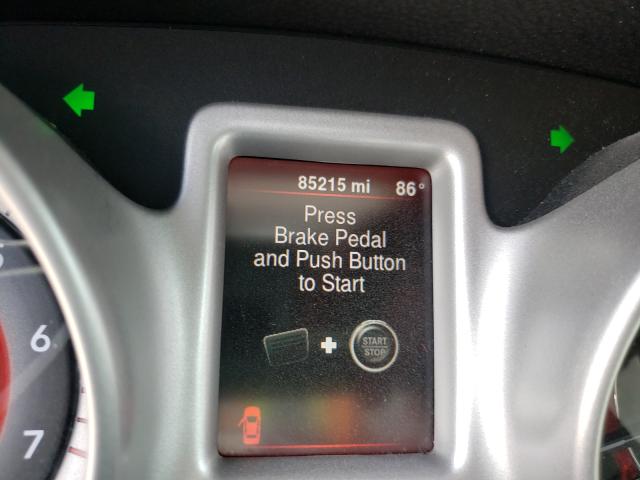 85215 mi 86°
Press
Brake Pedal
and Push Button
to Start
START
STOP
6
7